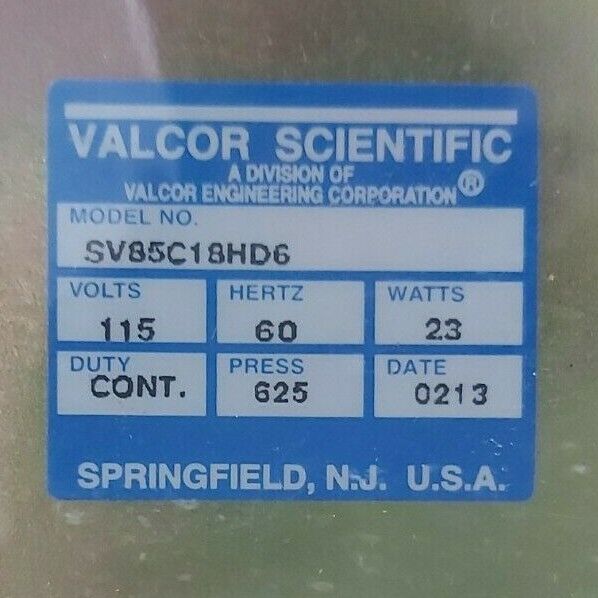 VALCOR SCIENTIFIC
A DIVISION OF
VALCOR ENGINEERING CORPORATION®
MODEL NO.
SV85C18HD6
VOLTS HERTZ WATTS
115 60 23
DUTY PRESS DATE
CONT. 625 0213
SPRINGFIELD, N.J. U.S.A.